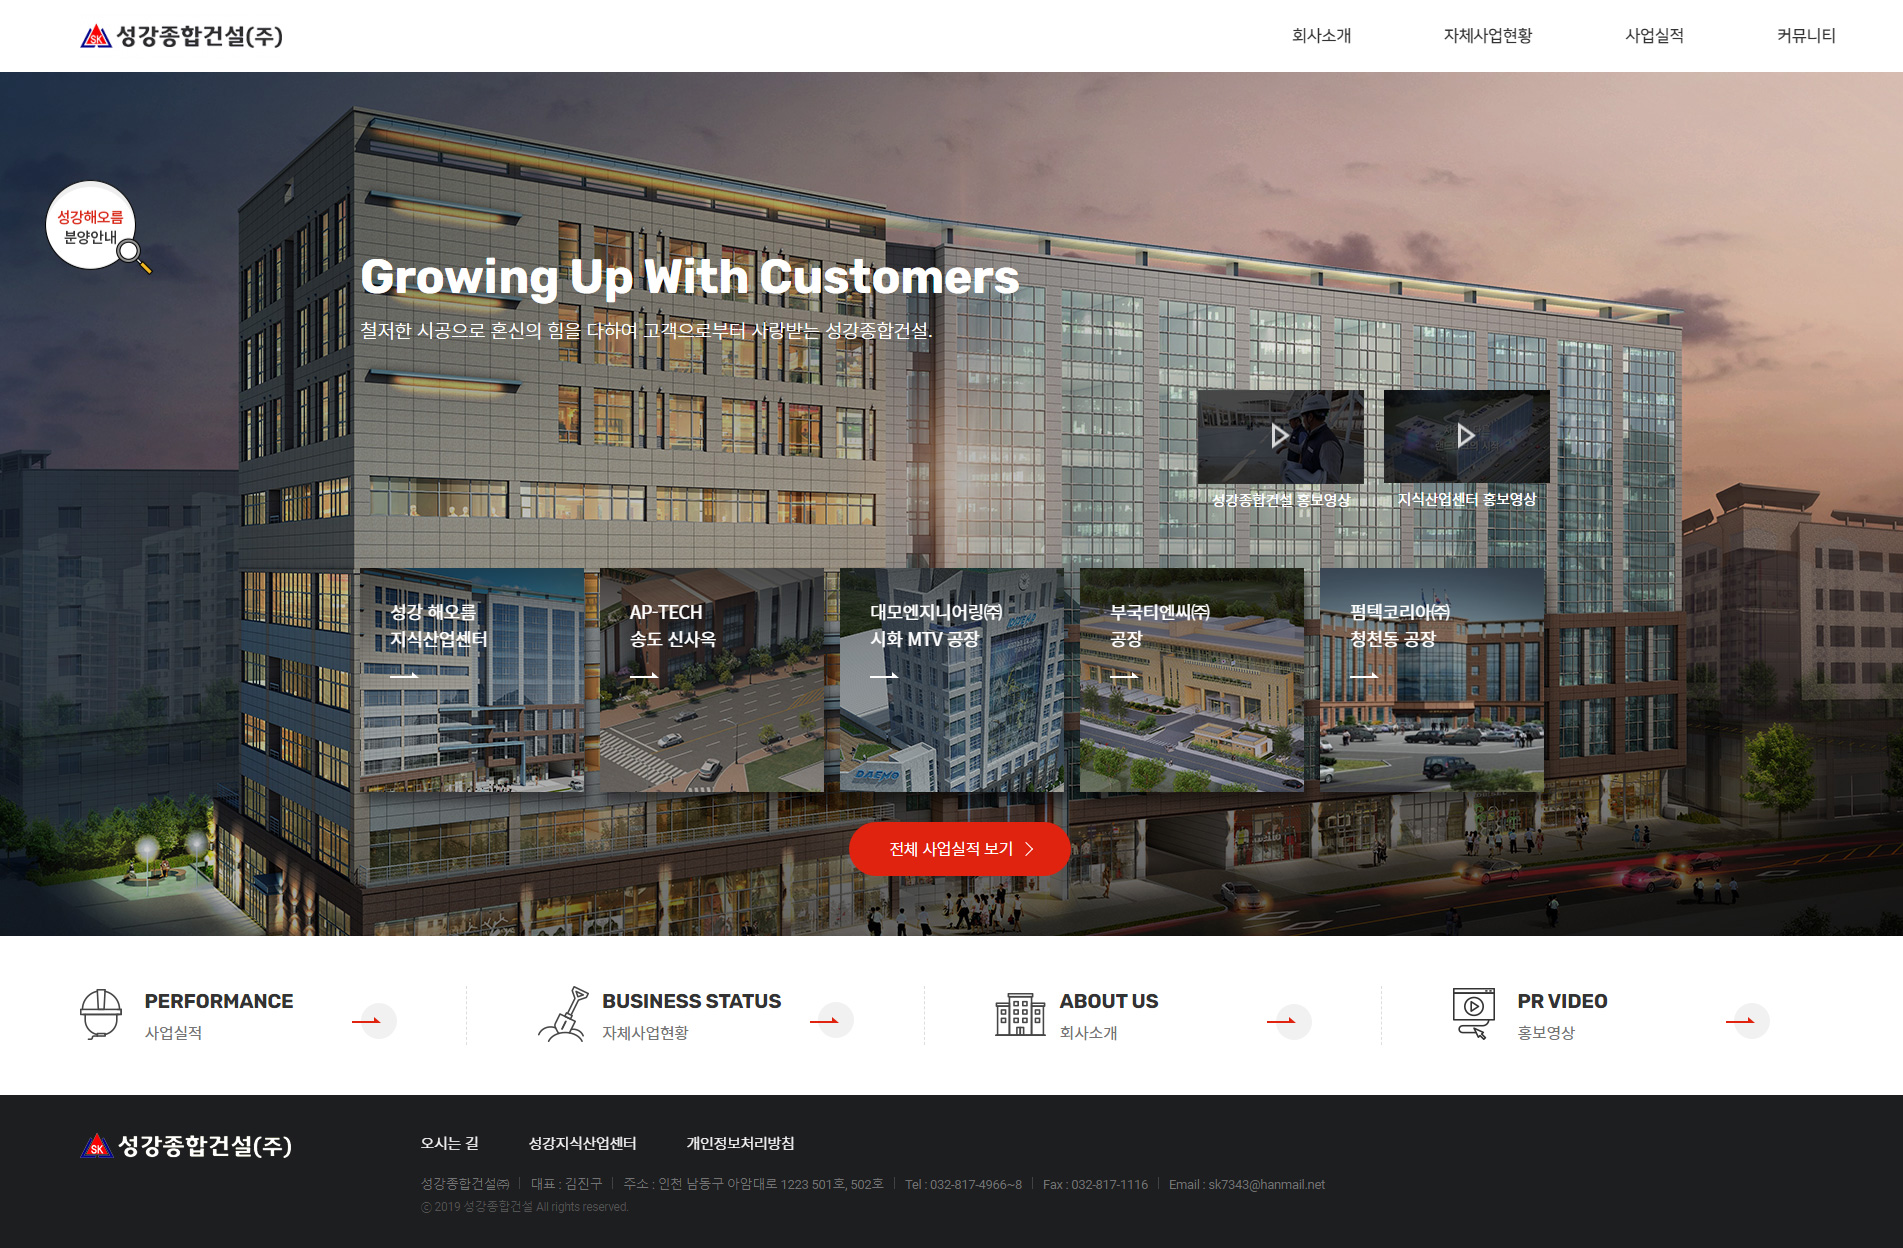 SK 성강종합건설(주)
회사소개
자체사업현황
사업실적
커뮤니티
성강해오름
분양안내
Growing Up With Customers
철저한 시공으로 혼신의 힘을 다하여 고객으로부터 사랑받는 성강종합건설.
성강종합건설 홍보영상
지식산업센터 홍보영상
성강 해오름
지식산업센터
AP-TECH
송도 신사옥
대모엔지니어링㈜
시화 MTV 공장
부국티엔씨㈜
공장
펌텍코리아㈜
청천동 공장
DAEMO
전체 사업실적 보기
PERFORMANCE
사업실적
BUSINESS STATUS
자체사업현황
ABOUT US
회사소개
PR VIDEO
홍보영상
SK 성강종합건설(주)
오시는 길
성강지식산업센터
개인정보처리방침
성강종합건설㈜ | 대표 : 김진구 | 주소 : 인천 남동구 아암대로 1223 501호, 502호 | Tel : 032-817-4966~8 | Fax : 032-817-1116 | Email : sk7343@hanmail.net
ⓒ 2019 성강종합건설 All rights reserved.